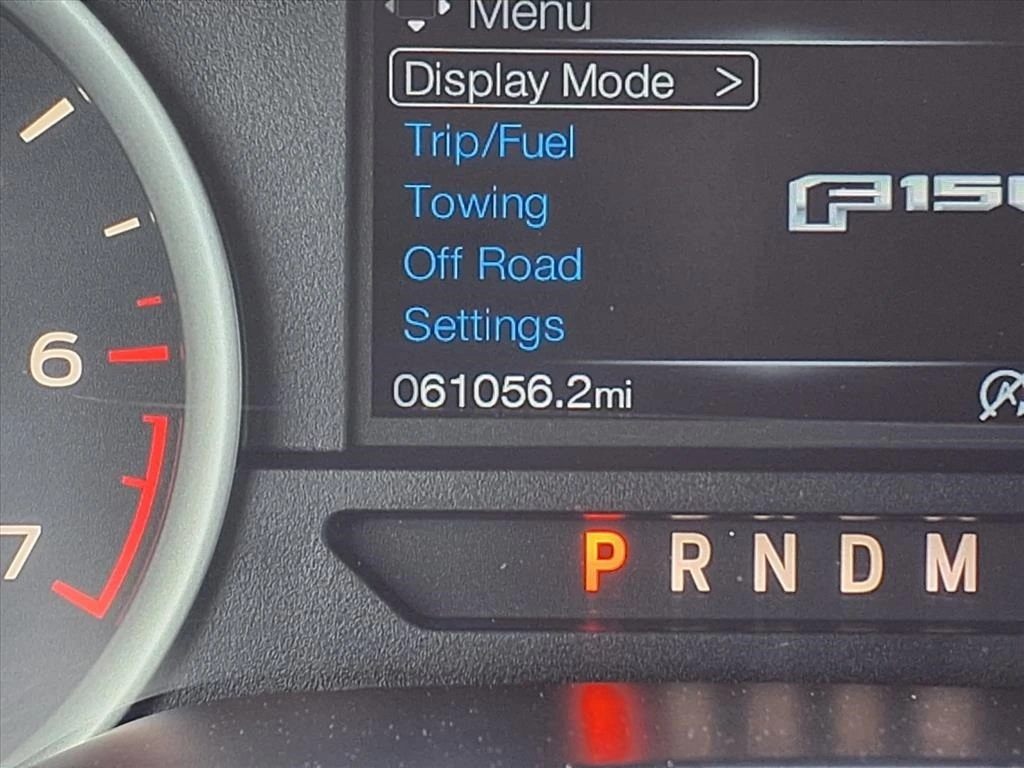 Menu
Display Mode >
Trip/Fuel
Towing
Off Road
Settings
061056.2mi
6
7
P R N D M